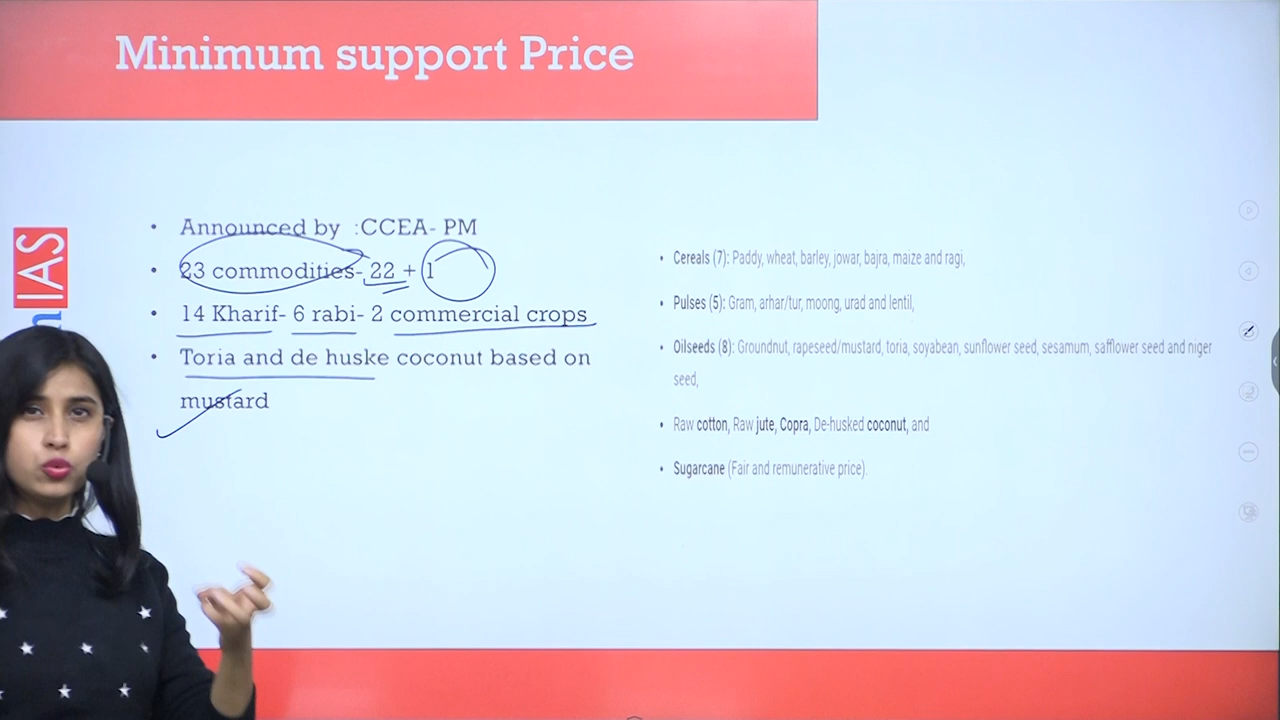 Minimum support Price
IAS
n
• Announced by :CCEA- PM
• 23 commodities- 22 + 1
• 14 Kharif- 6 rabi- 2 commercial crops
• Toria and de huske coconut based on
mustard
• Cereals (7): Paddy, wheat, barley, jowar, bajra, maize and ragi,
• Pulses (5): Gram, arhar/tur, moong, urad and lentil,
• Oilseeds (8): Groundnut, rapeseed/mustard, toria, soyabean, sunflower seed, sesamum, safflower seed and niger
seed,
• Raw cotton, Raw jute, Copra, De-husked coconut, and
• Sugarcane (Fair and remunerative price).